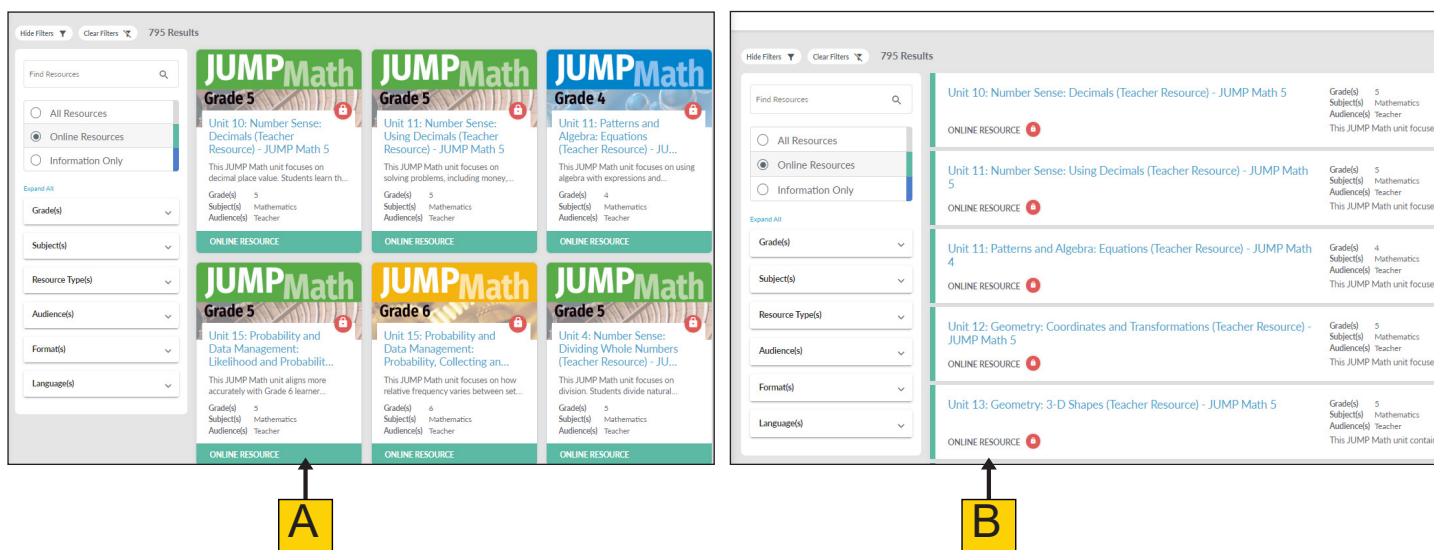 Hide Filters Clear Filters 795 Results
Find Resources
All Resources
Online Resources
Information Only
Expand All
Grade(s)
Subject(s)
Resource Type(s)
Audience(s)
Format(s)
Language(s)
JUMPMath
Grade 5
Unit 10: Number Sense:
Decimals (Teacher
Resource) - JUMP Math 5
This JUMP Math unit focuses on
decimal place value. Students learn th...
Grade(s) 5
Subject(s) Mathematics
Audience(s) Teacher
ONLINE RESOURCE
JUMPMath
Grade 5
Unit 11: Number Sense:
Using Decimals (Teacher
Resource) - JUMP Math 5
This JUMP Math unit focuses on
solving problems, including money,...
Grade(s) 5
Subject(s) Mathematics
Audience(s) Teacher
ONLINE RESOURCE
JUMPMath
Grade 4
Unit 11: Patterns and
Algebra: Equations
(Teacher Resource) - JU...
This JUMP Math unit focuses on using
algebra with expressions and...
Grade(s) 4
Subject(s) Mathematics
Audience(s) Teacher
ONLINE RESOURCE
JUMPMath
Grade 5
Unit 15: Probability and
Data Management:
Likelihood and Probabilit...
This JUMP Math unit aligns more
accurately with Grade 6 learner...
Grade(s) 5
Subject(s) Mathematics
Audience(s) Teacher
ONLINE RESOURCE
JUMPMath
Grade 6
Unit 15: Probability and
Data Management:
Probability, Collecting an...
This JUMP Math unit focuses on how
relative frequency varies between set...
Grade(s) 6
Subject(s) Mathematics
Audience(s) Teacher
ONLINE RESOURCE
JUMPMath
Grade 5
Unit 4: Number Sense:
Dividing Whole Numbers
(Teacher Resource) - JU...
This JUMP Math unit focuses on
division. Students divide natural...
Grade(s) 5
Subject(s) Mathematics
Audience(s) Teacher
ONLINE RESOURCE
A
Hide Filters Clear Filters 795 Results
Find Resources
All Resources
Online Resources
Information Only
Expand All
Grade(s)
Subject(s)
Resource Type(s)
Audience(s)
Format(s)
Language(s)
Unit 10: Number Sense: Decimals (Teacher Resource) - JUMP Math 5
ONLINE RESOURCE
Grade(s) 5
Subject(s) Mathematics
Audience(s) Teacher
This JUMP Math unit focuse
Unit 11: Number Sense: Using Decimals (Teacher Resource) - JUMP Math
5
ONLINE RESOURCE
Grade(s) 5
Subject(s) Mathematics
Audience(s) Teacher
This JUMP Math unit focuse
Unit 11: Patterns and Algebra: Equations (Teacher Resource) - JUMP Math
4
ONLINE RESOURCE
Grade(s) 4
Subject(s) Mathematics
Audience(s) Teacher
This JUMP Math unit focuse
Unit 12: Geometry: Coordinates and Transformations (Teacher Resource) -
JUMP Math 5
ONLINE RESOURCE
Grade(s) 5
Subject(s) Mathematics
Audience(s) Teacher
This JUMP Math unit focuse
Unit 13: Geometry: 3-D Shapes (Teacher Resource) - JUMP Math 5
ONLINE RESOURCE
Grade(s) 5
Subject(s) Mathematics
Audience(s) Teacher
This JUMP Math unit contain
B